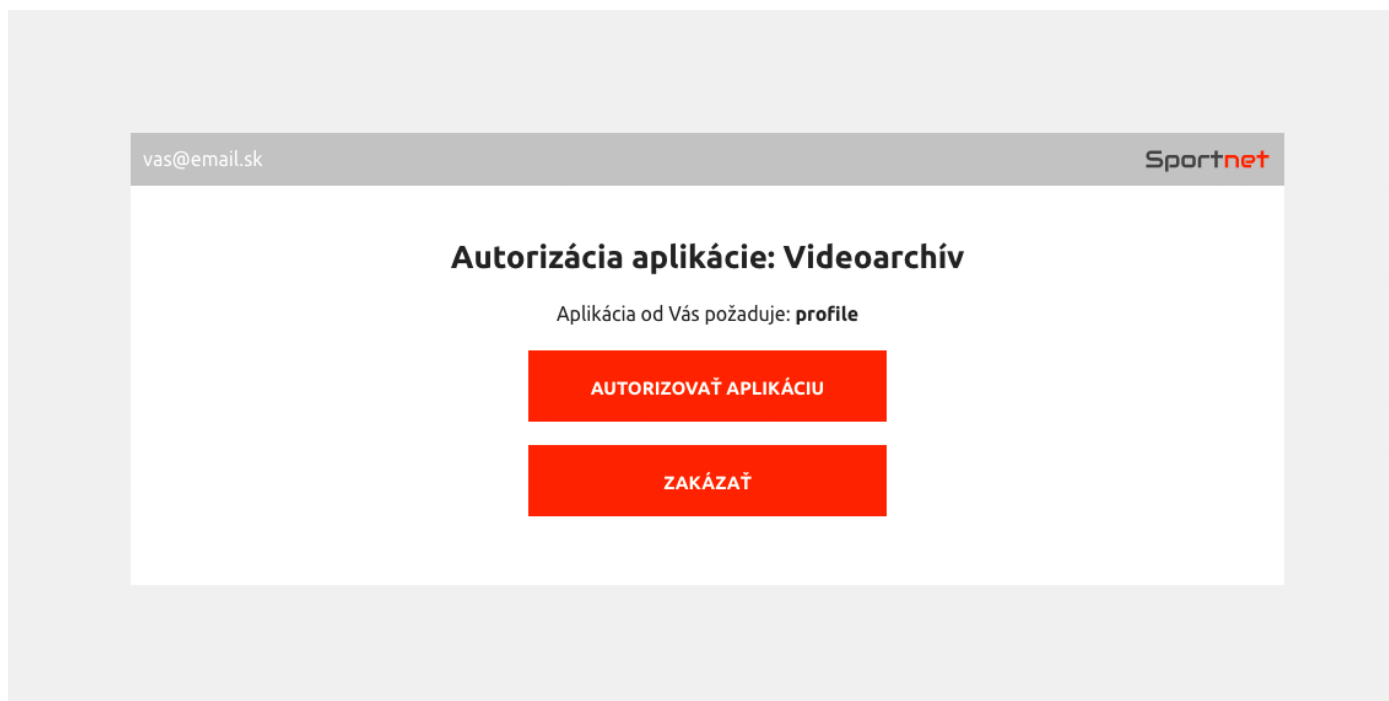 vas@email.sk
Sportnet
Autorizácia aplikácie: Videoarchív
Aplikácia od Vás požaduje: profile
AUTORIZOVAŤ APLIKÁCIU
ZAKÁZAŤ